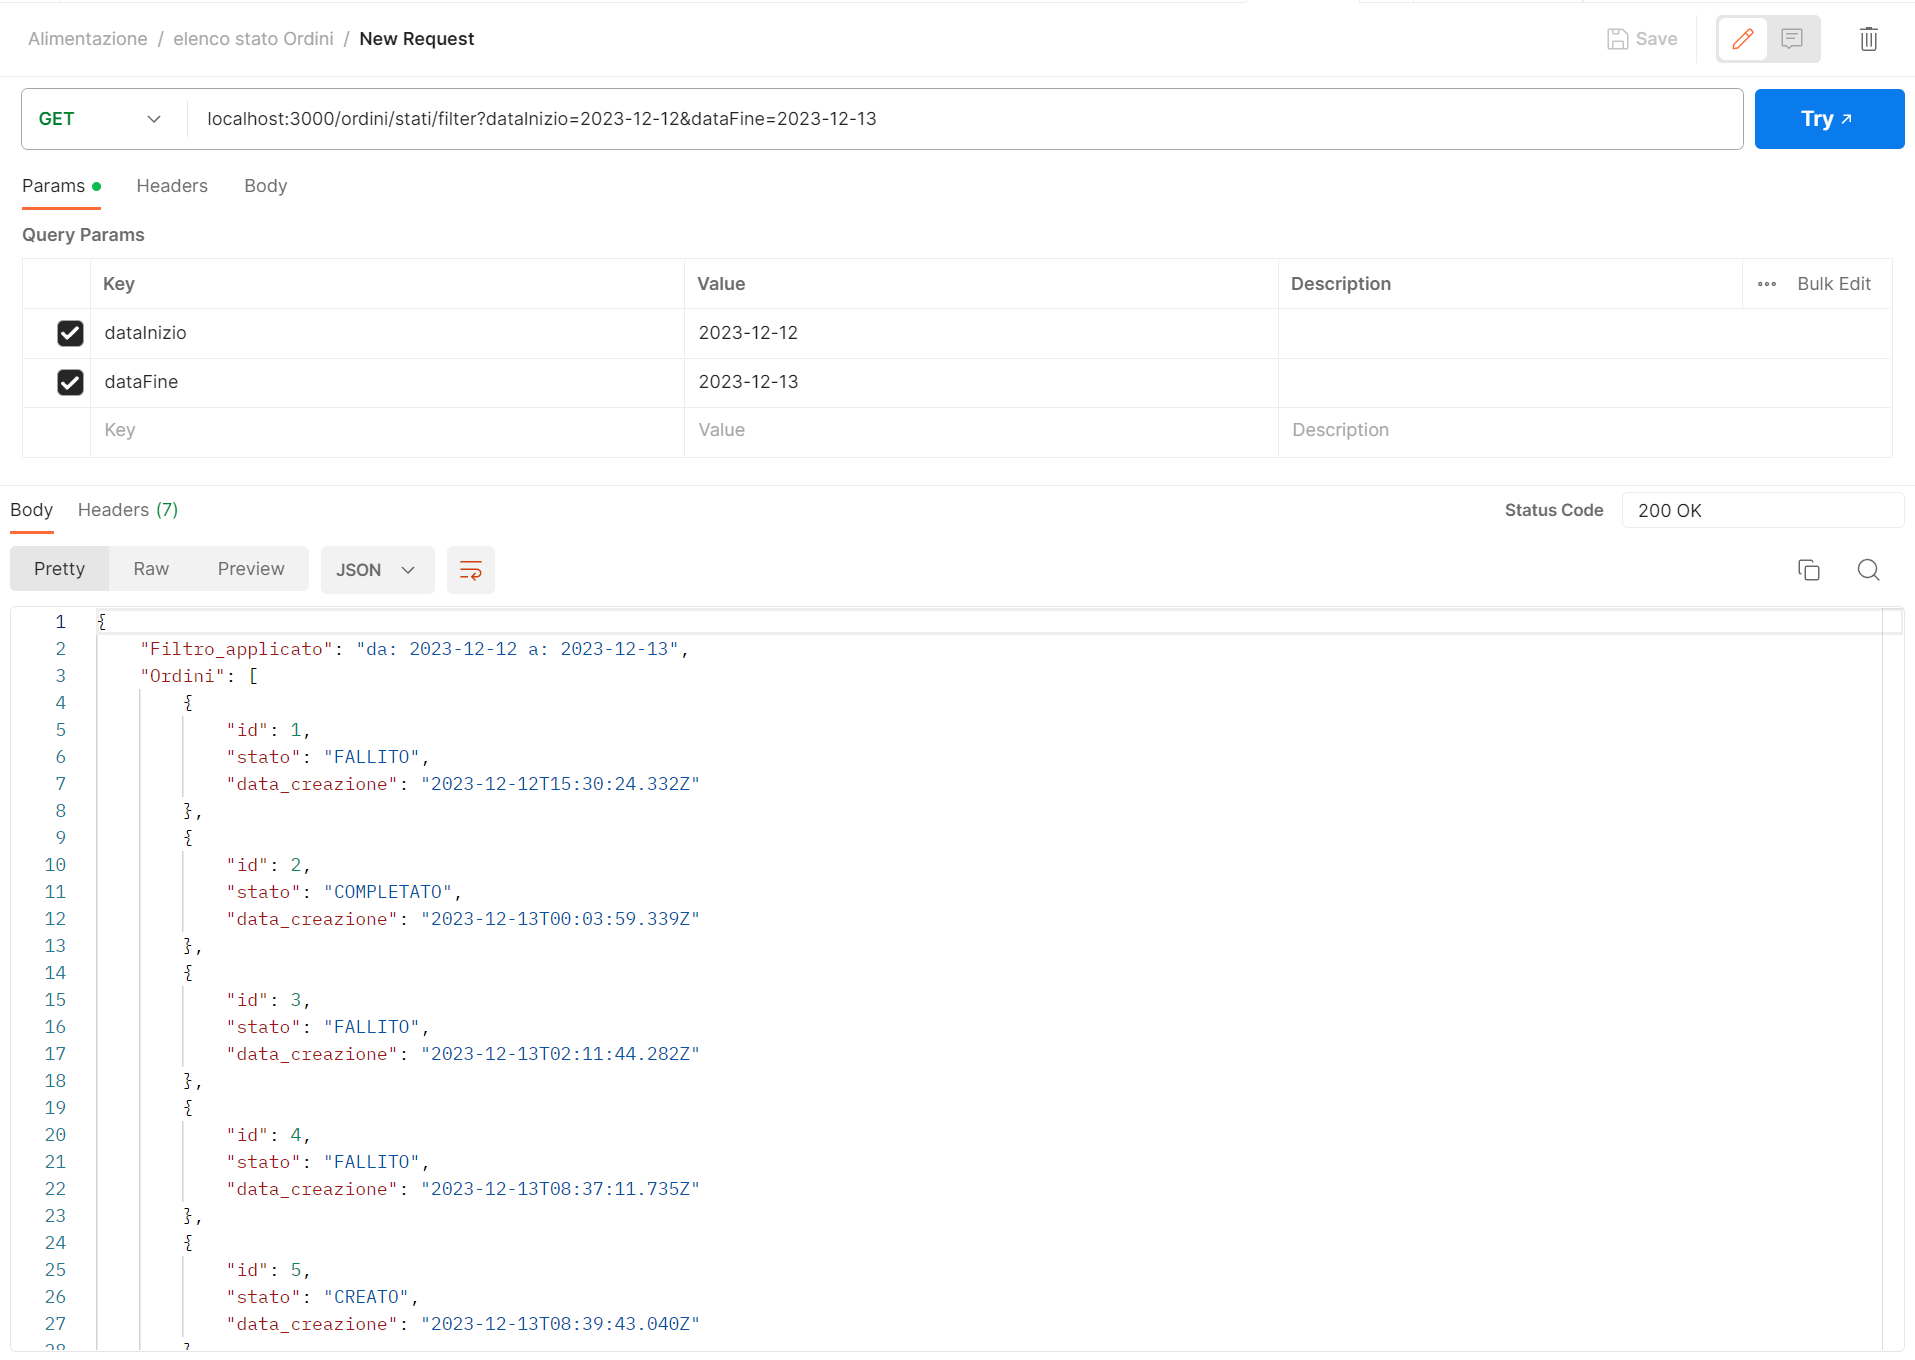 Alimentazione / elenco stato Ordini / New Request
Save
GET localhost:3000/ordini/stati/filter?dataInizio=2023-12-12&dataFine=2023-12-13
Try ↗
Params Headers Body
Query Params
Key Value Description ••• Bulk Edit
dataInizio 2023-12-12
dataFine 2023-12-13
Key Value Description
Body Headers (7)
Status Code 200 OK
Pretty Raw Preview JSON
1 {
2 "Filtro_applicato": "da: 2023-12-12 a: 2023-12-13",
3 "Ordini": [
4 {
5 "id": 1,
6 "stato": "FALLITO",
7 "data_creazione": "2023-12-12T15:30:24.332Z"
8 },
9 {
10 "id": 2,
11 "stato": "COMPLETATO",
12 "data_creazione": "2023-12-13T00:03:59.339Z"
13 },
14 {
15 "id": 3,
16 "stato": "FALLITO",
17 "data_creazione": "2023-12-13T02:11:44.282Z"
18 },
19 {
20 "id": 4,
21 "stato": "FALLITO",
22 "data_creazione": "2023-12-13T08:37:11.735Z"
23 },
24 {
25 "id": 5,
26 "stato": "CREATO",
27 "data_creazione": "2023-12-13T08:39:43.040Z"